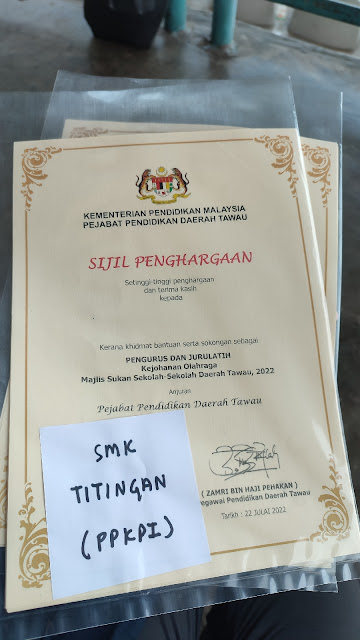 KEMENTERIAN PENDIDIKAN MALAYSIA
PEJABAT PENDIDIKAN DAERAH TAWAU
SIJIL PENGHARGAAN
Setinggi-tinggi penghargaan
dan terima kasih
kepada
Kerana khidmat bantuan serta sokongan sebagai
PENGURUS DAN JURULATIH
Kejohanan Olahraga
Majlis Sukan Sekolah-Sekolah Daerah Tawau, 2022
Anjuran
Pejabat Pendidikan Daerah Tawau
( ZAMRI BIN HAJI PEHAKAN )
egawai Pendidikan Daerah Tawau
Tarikh : 22 JULAI 2022
SMK
TITINGAN
(PPKPI)